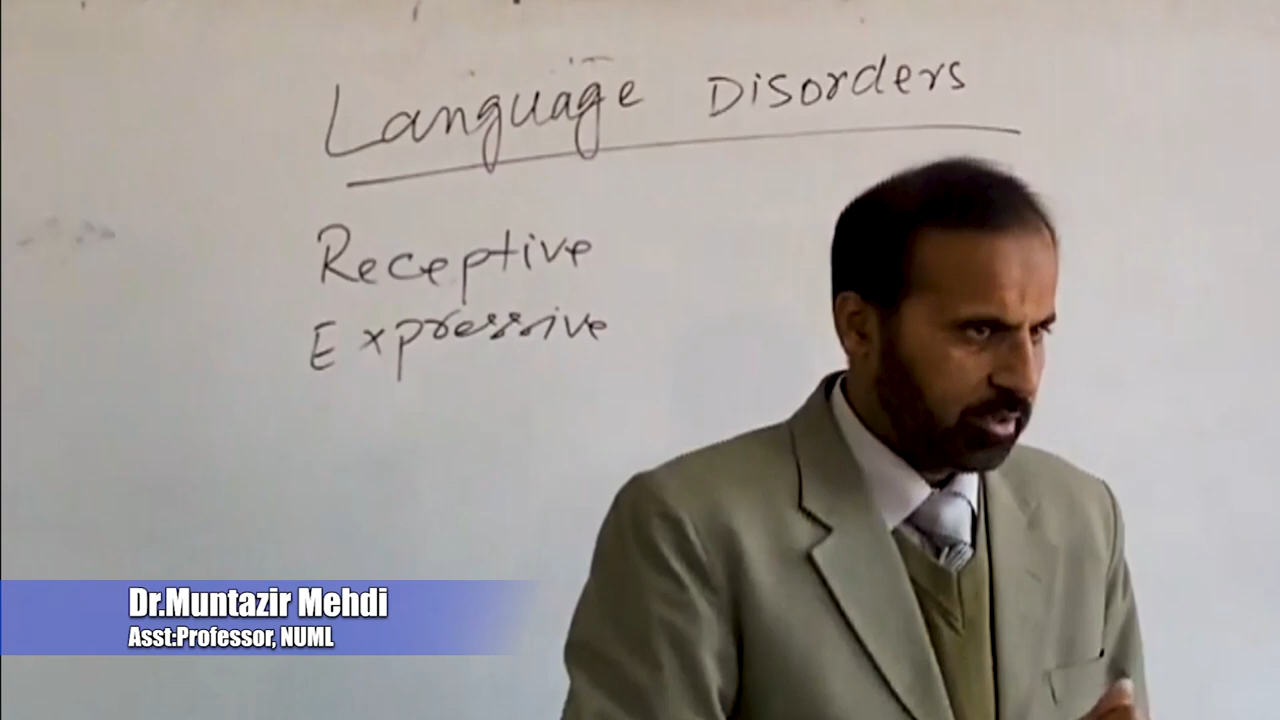 Language Disorders
Receptive
Expressive
Dr.Muntazir Mehdi
Asst:Professor, NUML